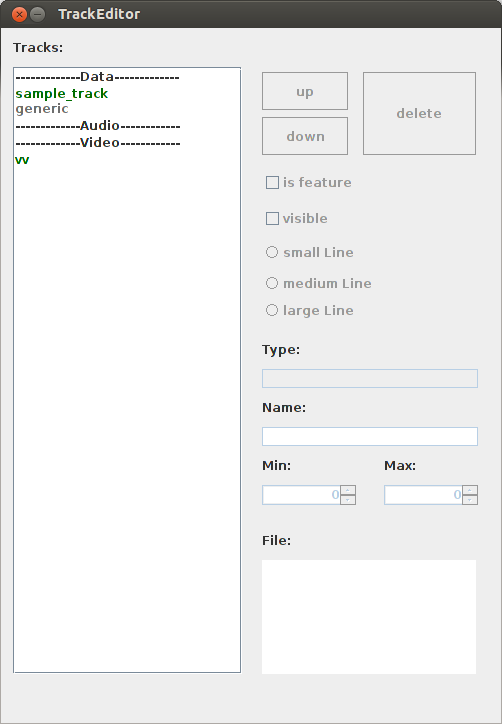 TrackEditor
Tracks:
-------------Data-------------
sample_track
generic
-------------Audio------------
-------------Video------------
vv
up
down
delete
is feature
visible
small Line
medium Line
large Line
Type:
Name:
Min:
Max:
0
0
File: